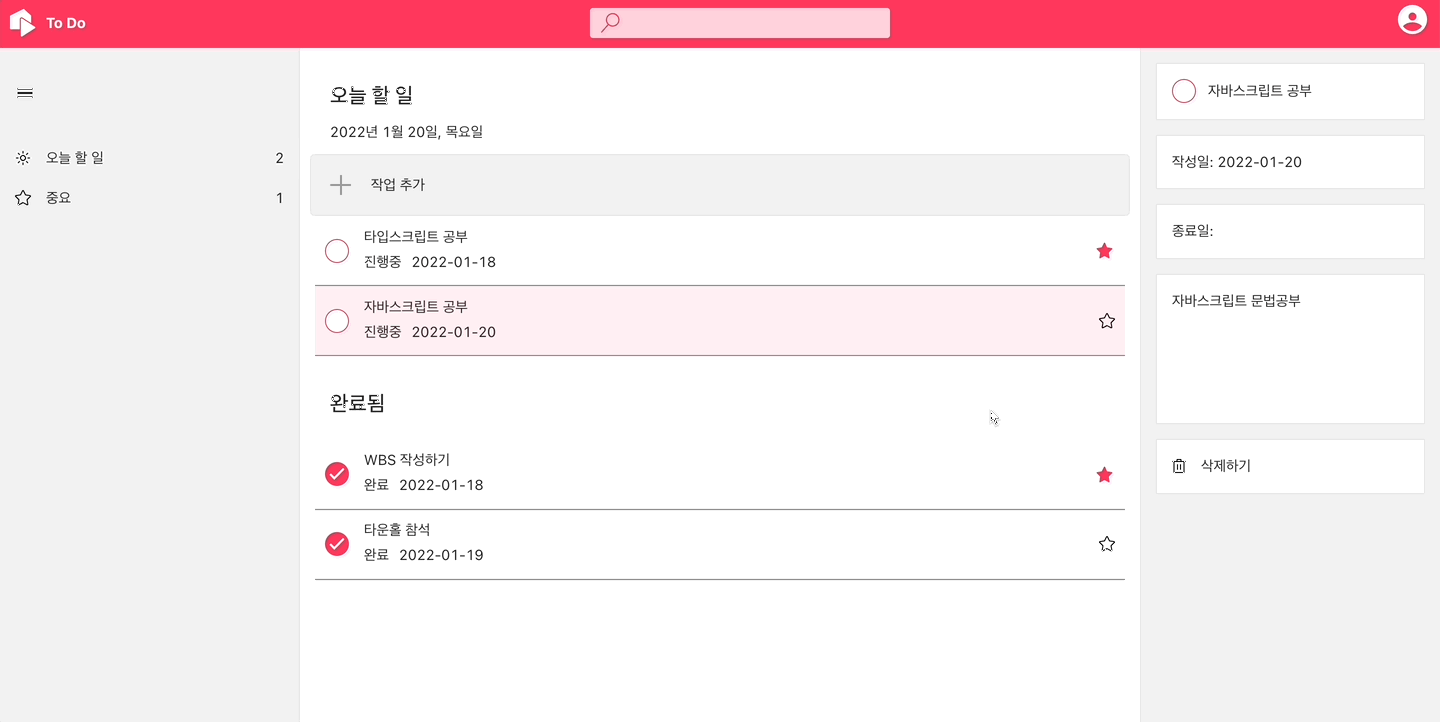 To Do
오늘 할 일 2
중요 1
오늘 할 일
2022년 1월 20일, 목요일
작업 추가
타입스크립트 공부
진행중 2022-01-18
자바스크립트 공부
진행중 2022-01-20
완료됨
WBS 작성하기
완료 2022-01-18
타운홀 참석
완료 2022-01-19
자바스크립트 공부
작성일: 2022-01-20
종료일:
자바스크립트 문법공부
삭제하기